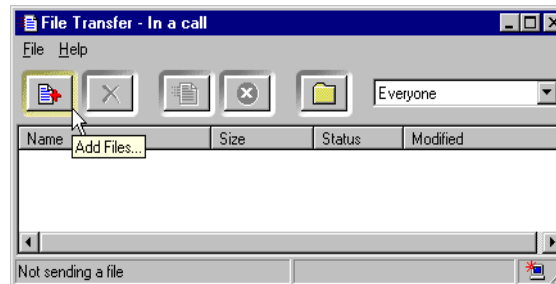 File Transfer - In a call
File Help
Everyone
Name Size Status Modified
Add Files...
Not sending a file